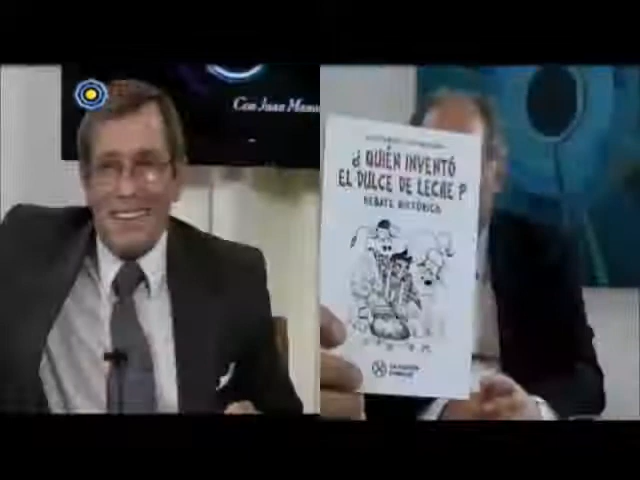 Con Juan Manu
¿ QUIÉN INVENTÓ
EL DULCE DE LECHE ?
DEBATE HISTÓRICO